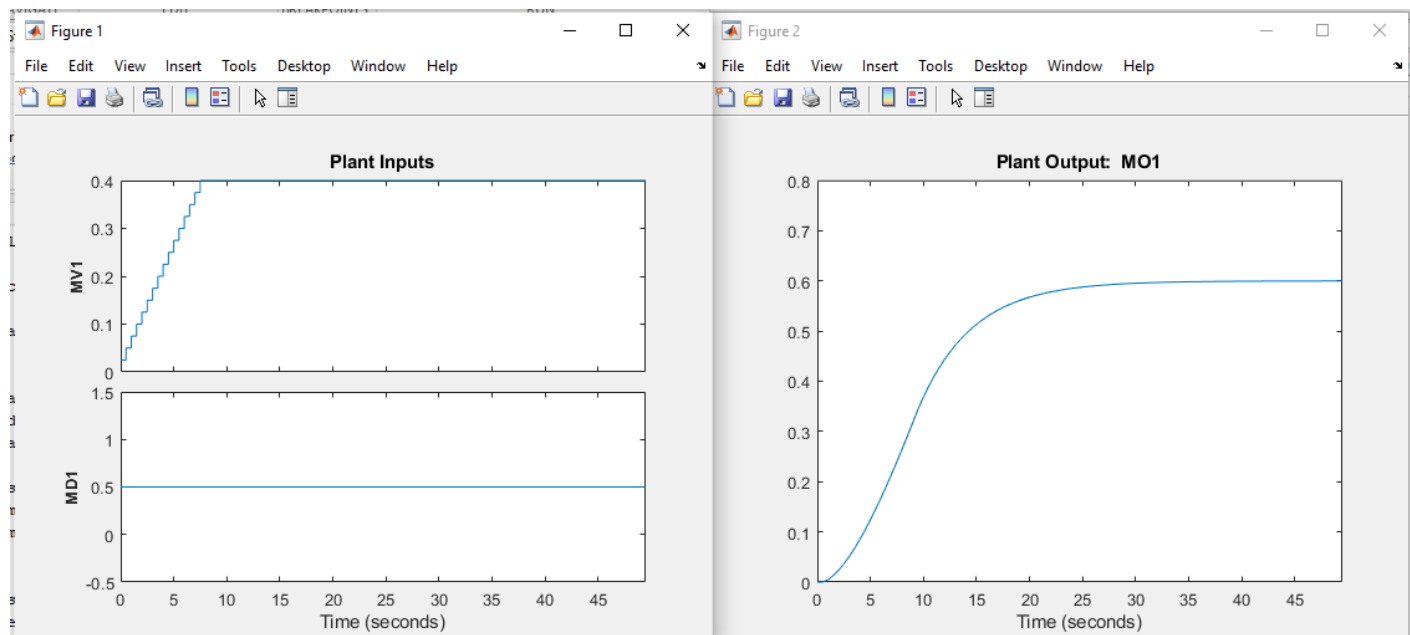 Figure 1
File Edit View Insert Tools Desktop Window Help
Plant Inputs
MV1
0.4
0.3
0.2
0.1
0
MD1
1.5
1
0.5
0
-0.5
0 5 10 15 20 25 30 35 40 45
Time (seconds)
Figure 2
File Edit View Insert Tools Desktop Window Help
Plant Output: MO1
0.8
0.7
0.6
0.5
0.4
0.3
0.2
0.1
0
0 5 10 15 20 25 30 35 40 45
Time (seconds)